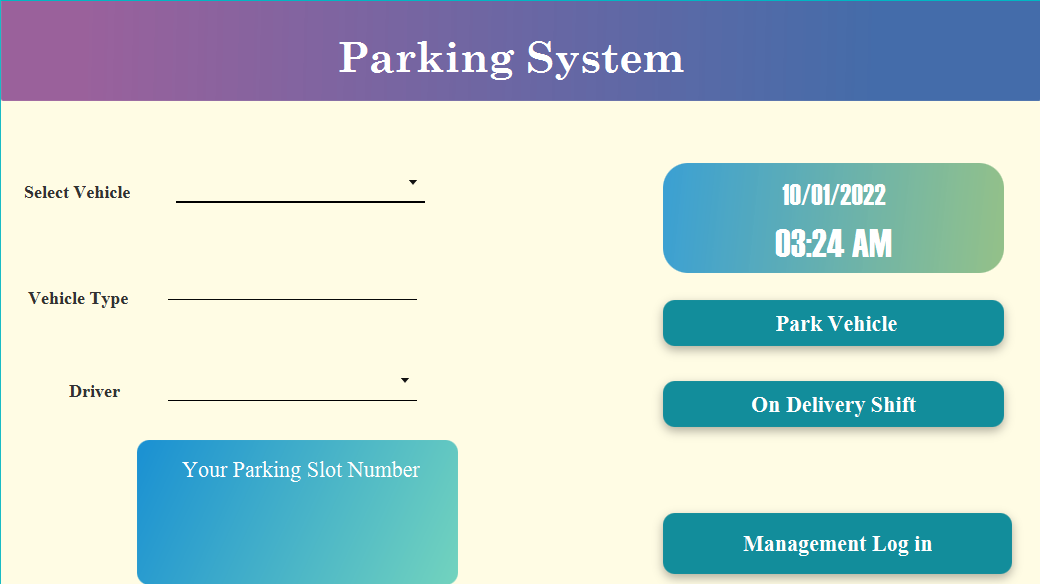 Parking System
Select Vehicle
Vehicle Type
Driver
Your Parking Slot Number
10/01/2022
03:24 AM
Park Vehicle
On Delivery Shift
Management Log in